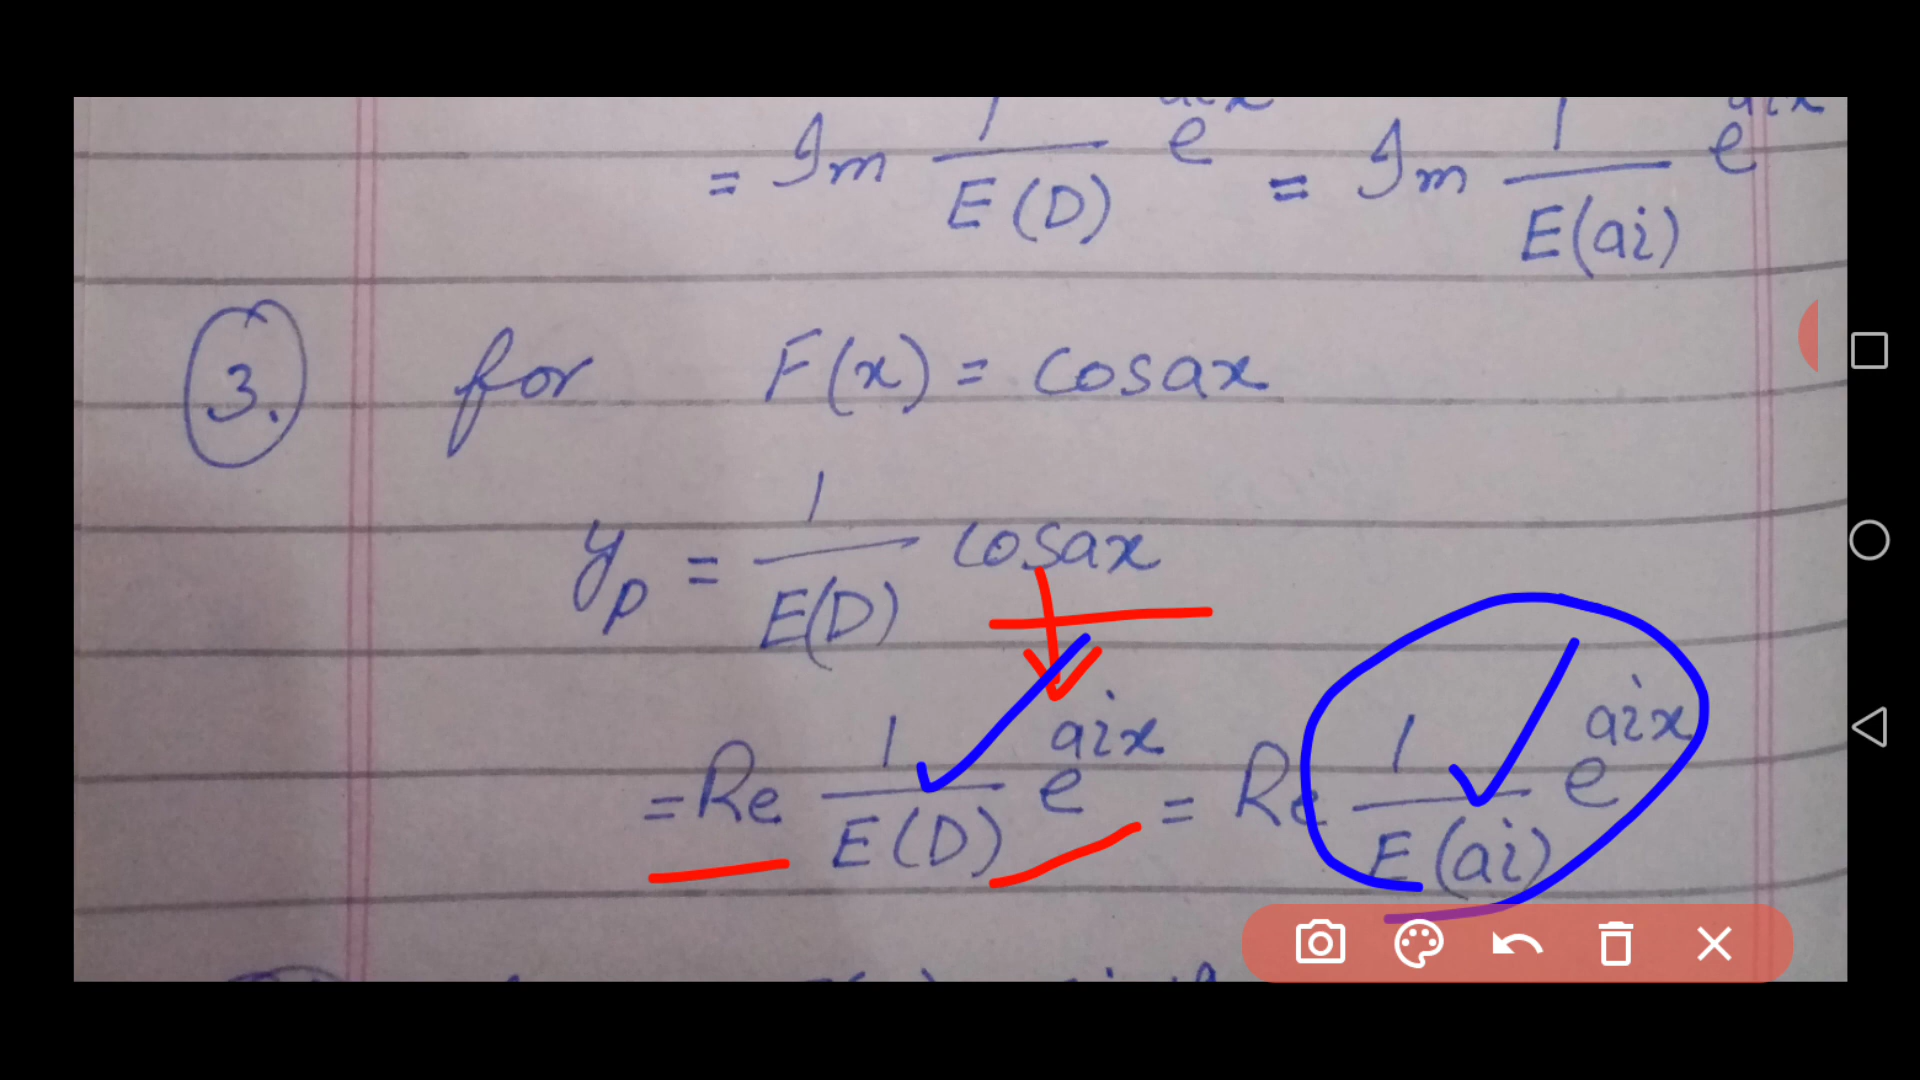 = Im 1/E(D) e^aix = Im 1/E(ai) e^aix
3. for F(x) = cosax
yp = 1/E(D) cosax
= Re 1/E(D) e^aix = Re 1/E(ai) e^aix